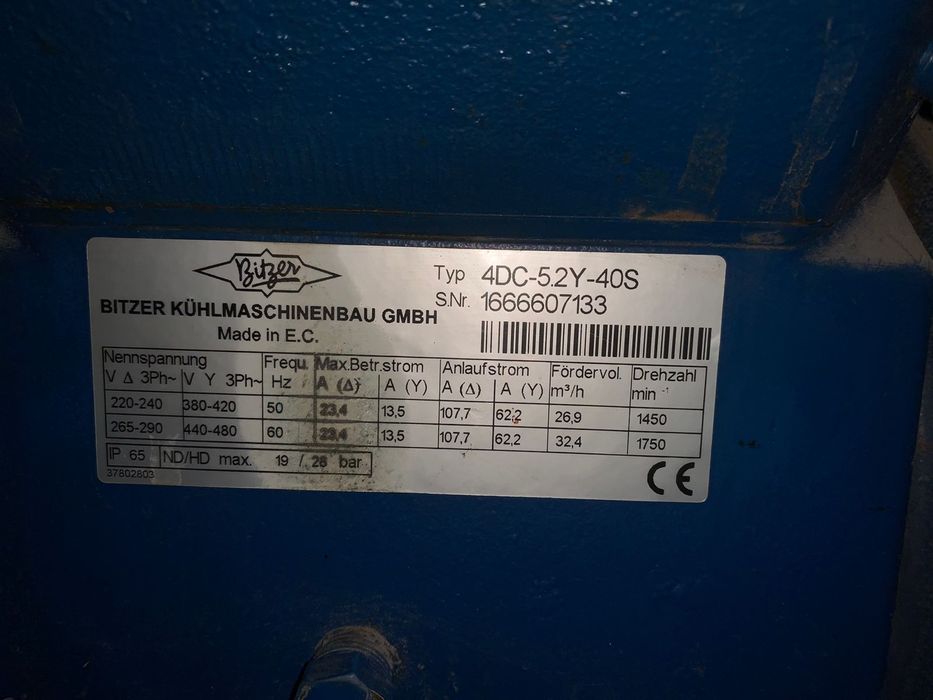 Bitzer
BITZER KÜHLMASCHINENBAU GMBH
Made in E.C.
Typ 4DC-5.2Y-40S
S.Nr. 1666607133
Nennspannung Frequ. Max.Betr.strom Anlaufstrom Fördervol. Drehzahl
V Δ 3Ph~ V Y 3Ph~ Hz A (Δ) A (Y) A (Δ) A (Y) m³/h min⁻¹
220-240 380-420 50 23,4 13,5 107,7 62,2 26,9 1450
265-290 440-480 60 23,4 13,5 107,7 62,2 32,4 1750
IP 65 ND/HD max. 19 / 28 bar
37802803
CE